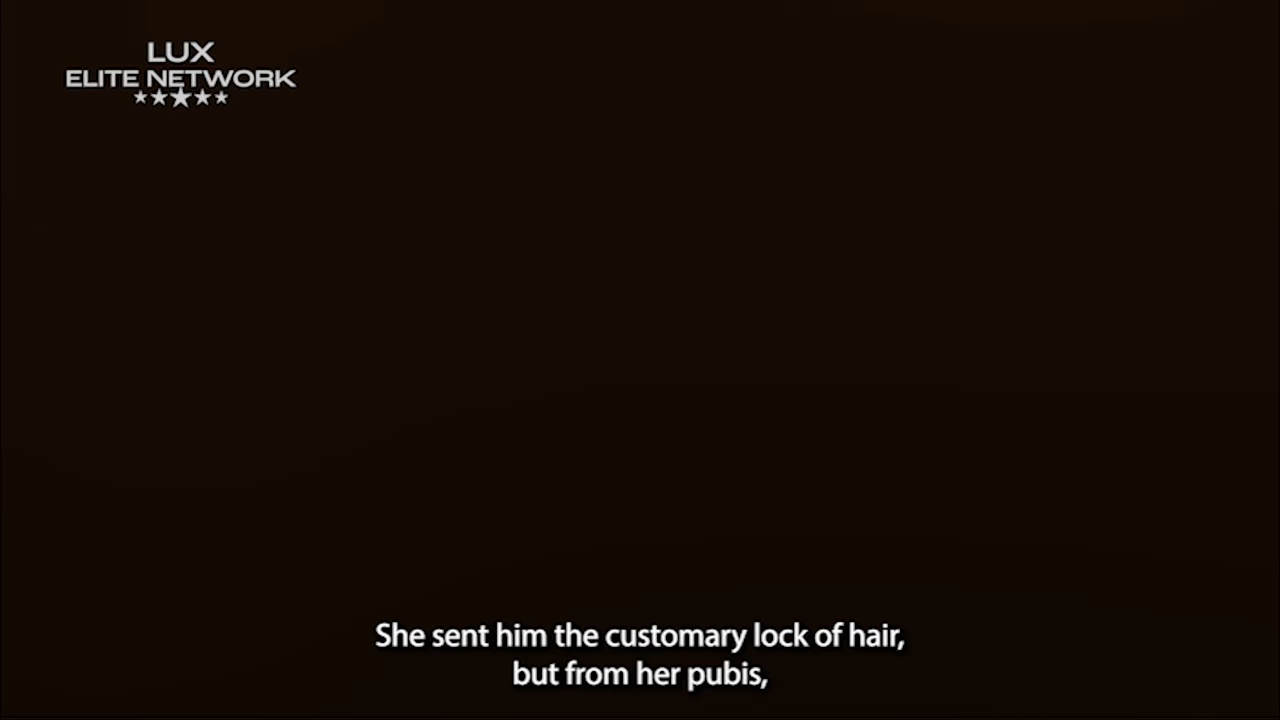 LUX
ELITE NETWORK
She sent him the customary lock of hair,
but from her pubis,